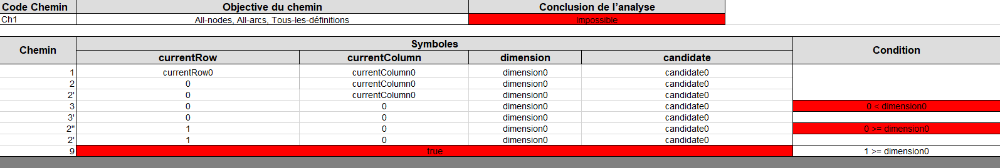 Code Chemin Objective du chemin Conclusion de l'analyse
Ch1 All-nodes, All-arcs, Tous-les-définitions Impossible
Chemin Symboles Condition
currentRow currentColumn dimension candidate
1 currentRow0 currentColumn0 dimension0 candidate0
2 0 currentColumn0 dimension0 candidate0
2' 0 currentColumn0 dimension0 candidate0
3 0 0 dimension0 candidate0 0 < dimension0
3' 0 0 dimension0 candidate0
2" 1 0 dimension0 candidate0 0 >= dimension0
2' 1 0 dimension0 candidate0
9 true 1 >= dimension0